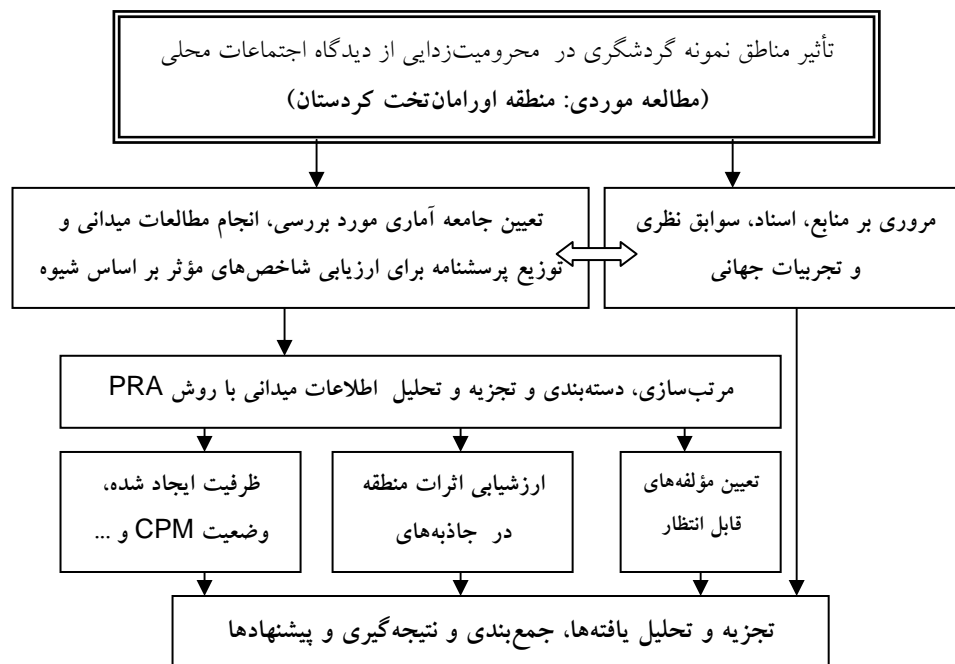 تأثیر مناطق نمونه گردشگری در محرومیت‌زدایی از دیدگاه اجتماعات محلی
(مطالعه موردی: منطقه اورامان‌تخت کردستان)
مروری بر منابع، اسناد، سوابق نظری
و تجربیات جهانی
تعیین جامعه آماری مورد بررسی، انجام مطالعات میدانی و
توزیع پرسشنامه برای ارزیابی شاخص‌های مؤثر بر اساس شیوه
مرتب‌سازی، دسته‌بندی و تجزیه و تحلیل اطلاعات میدانی با روش PRA
تعیین مؤلفه‌های
قابل انتظار
ارزشیابی اثرات منطقه
در جاذبه‌های
ظرفیت ایجاد شده،
وضعیت CPM و ...
تجزیه و تحلیل یافته‌ها، جمع‌بندی و نتیجه‌گیری و پیشنهادها